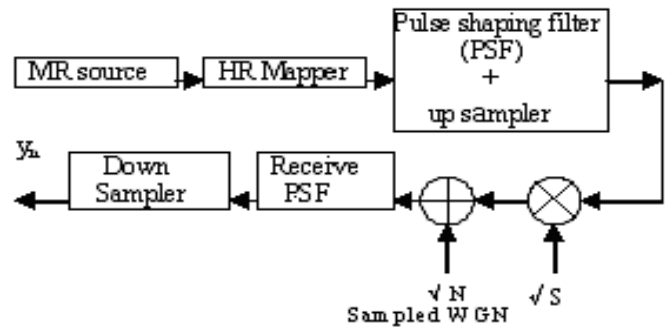 MR source
HR Mapper
Pulse shaping filter
(PSF)
+
up sampler
yn
Down
Sampler
Receive
PSF
√ N
Sampled WGN
√ S